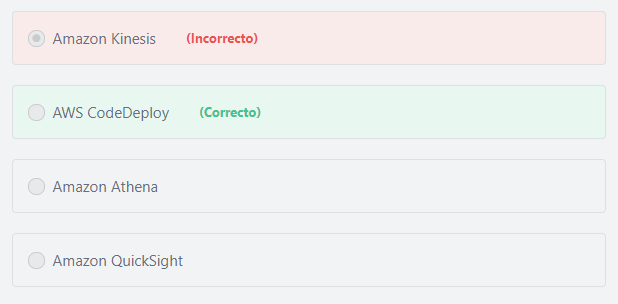 Amazon Kinesis (Incorrecto)
AWS CodeDeploy (Correcto)
Amazon Athena
Amazon QuickSight